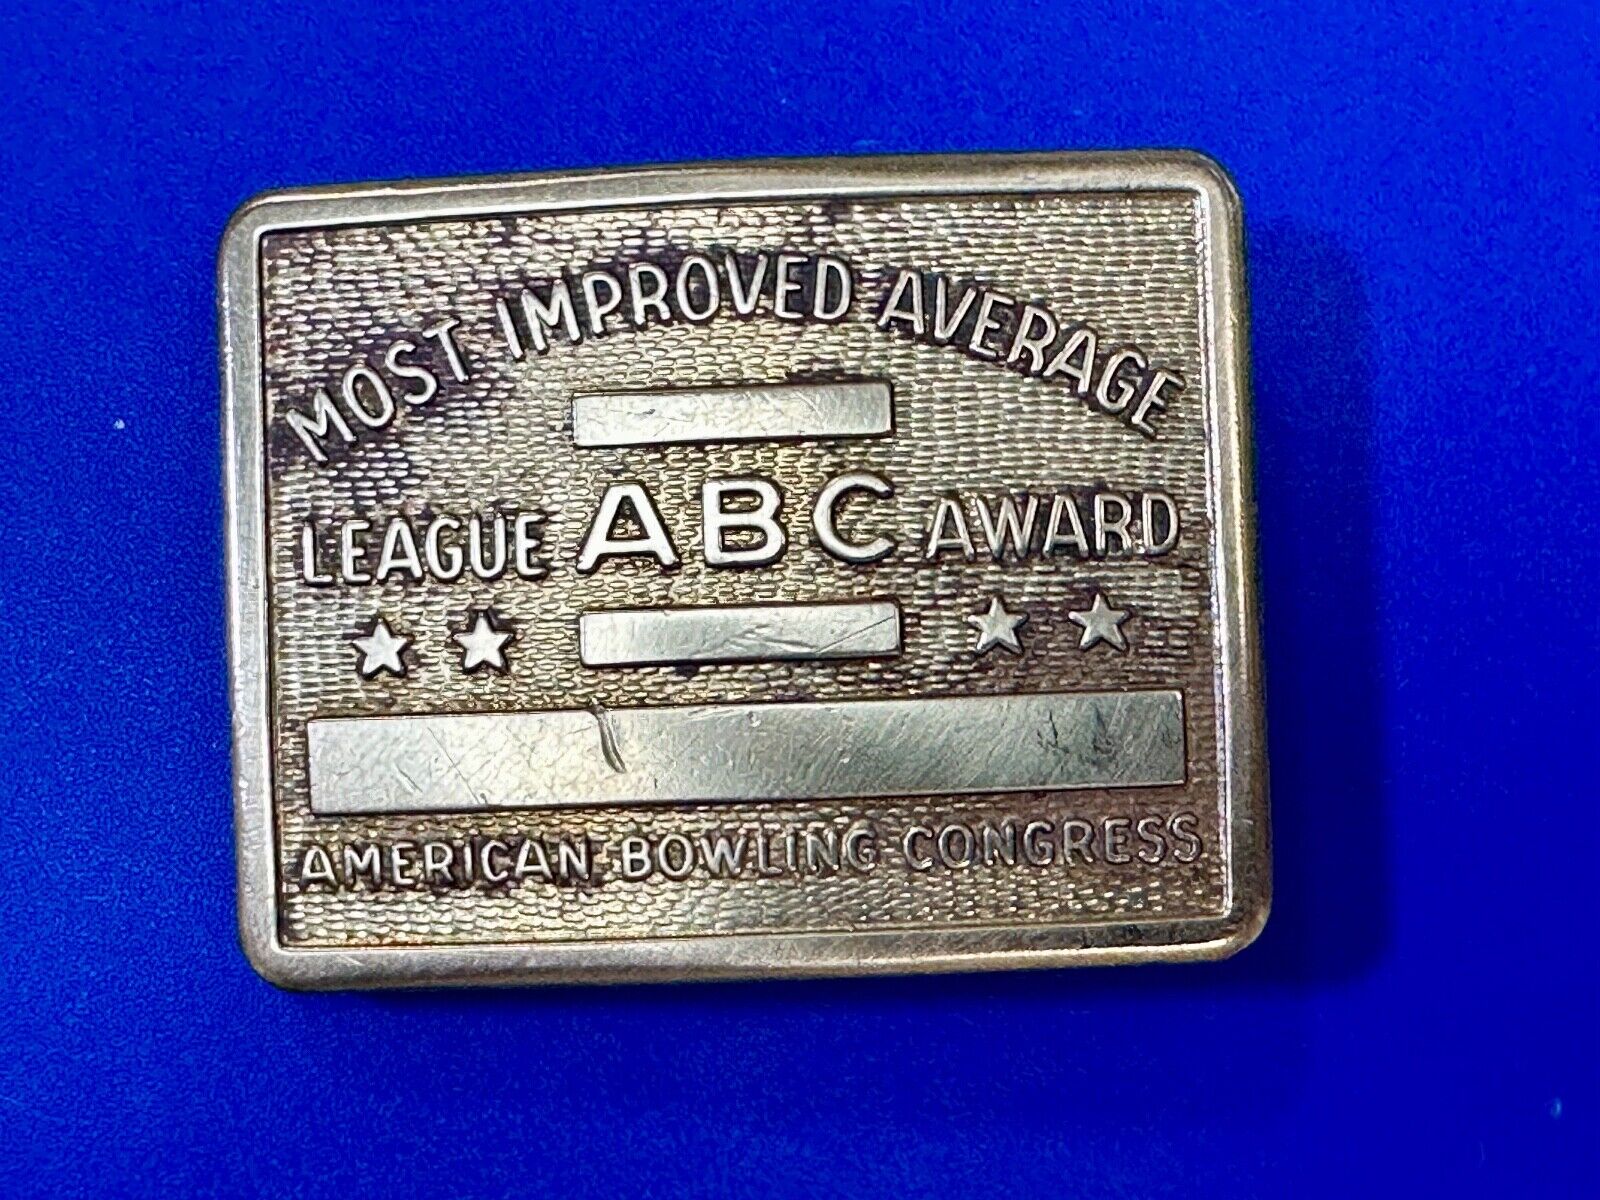 MOST IMPROVED AVERAGE
LEAGUE ABC AWARD
AMERICAN BOWLING CONGRESS